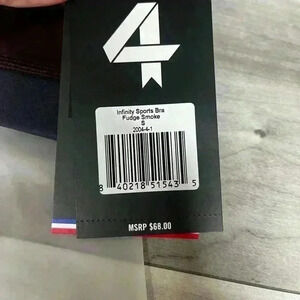 4
Infinity Sports Bra
Fudge Smoke
S
2004-4-1
8 40218 51543 5
MSRP $68.00